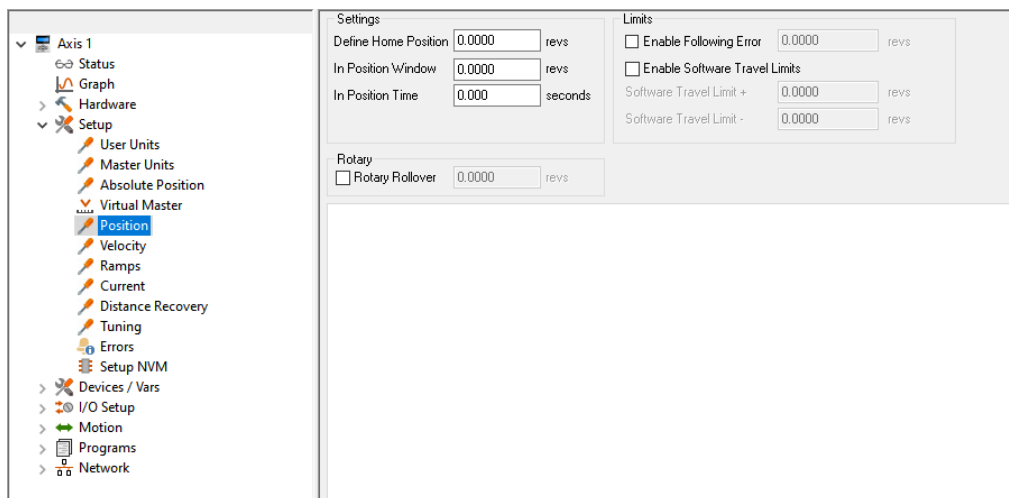 Axis 1
Status
Graph
Hardware
Setup
User Units
Master Units
Absolute Position
Virtual Master
Position
Velocity
Ramps
Current
Distance Recovery
Tuning
Errors
Setup NVM
Devices / Vars
I/O Setup
Motion
Programs
Network
Settings
Define Home Position 0.0000 revs
In Position Window 0.0000 revs
In Position Time 0.000 seconds
Limits
Enable Following Error 0.0000 revs
Enable Software Travel Limits
Software Travel Limit + 0.0000 revs
Software Travel Limit - 0.0000 revs
Rotary
Rotary Rollover 0.0000 revs